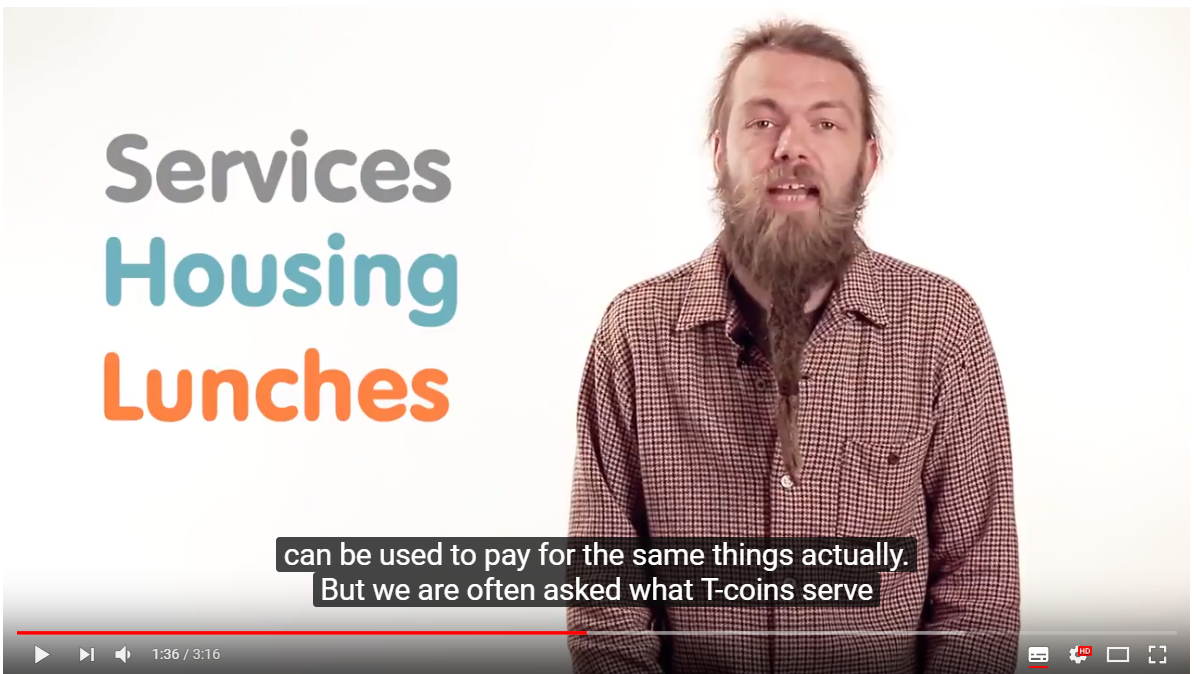 Services
Housing
Lunches
can be used to pay for the same things actually.
But we are often asked what T-coins serve
1:36 / 3:16
HD